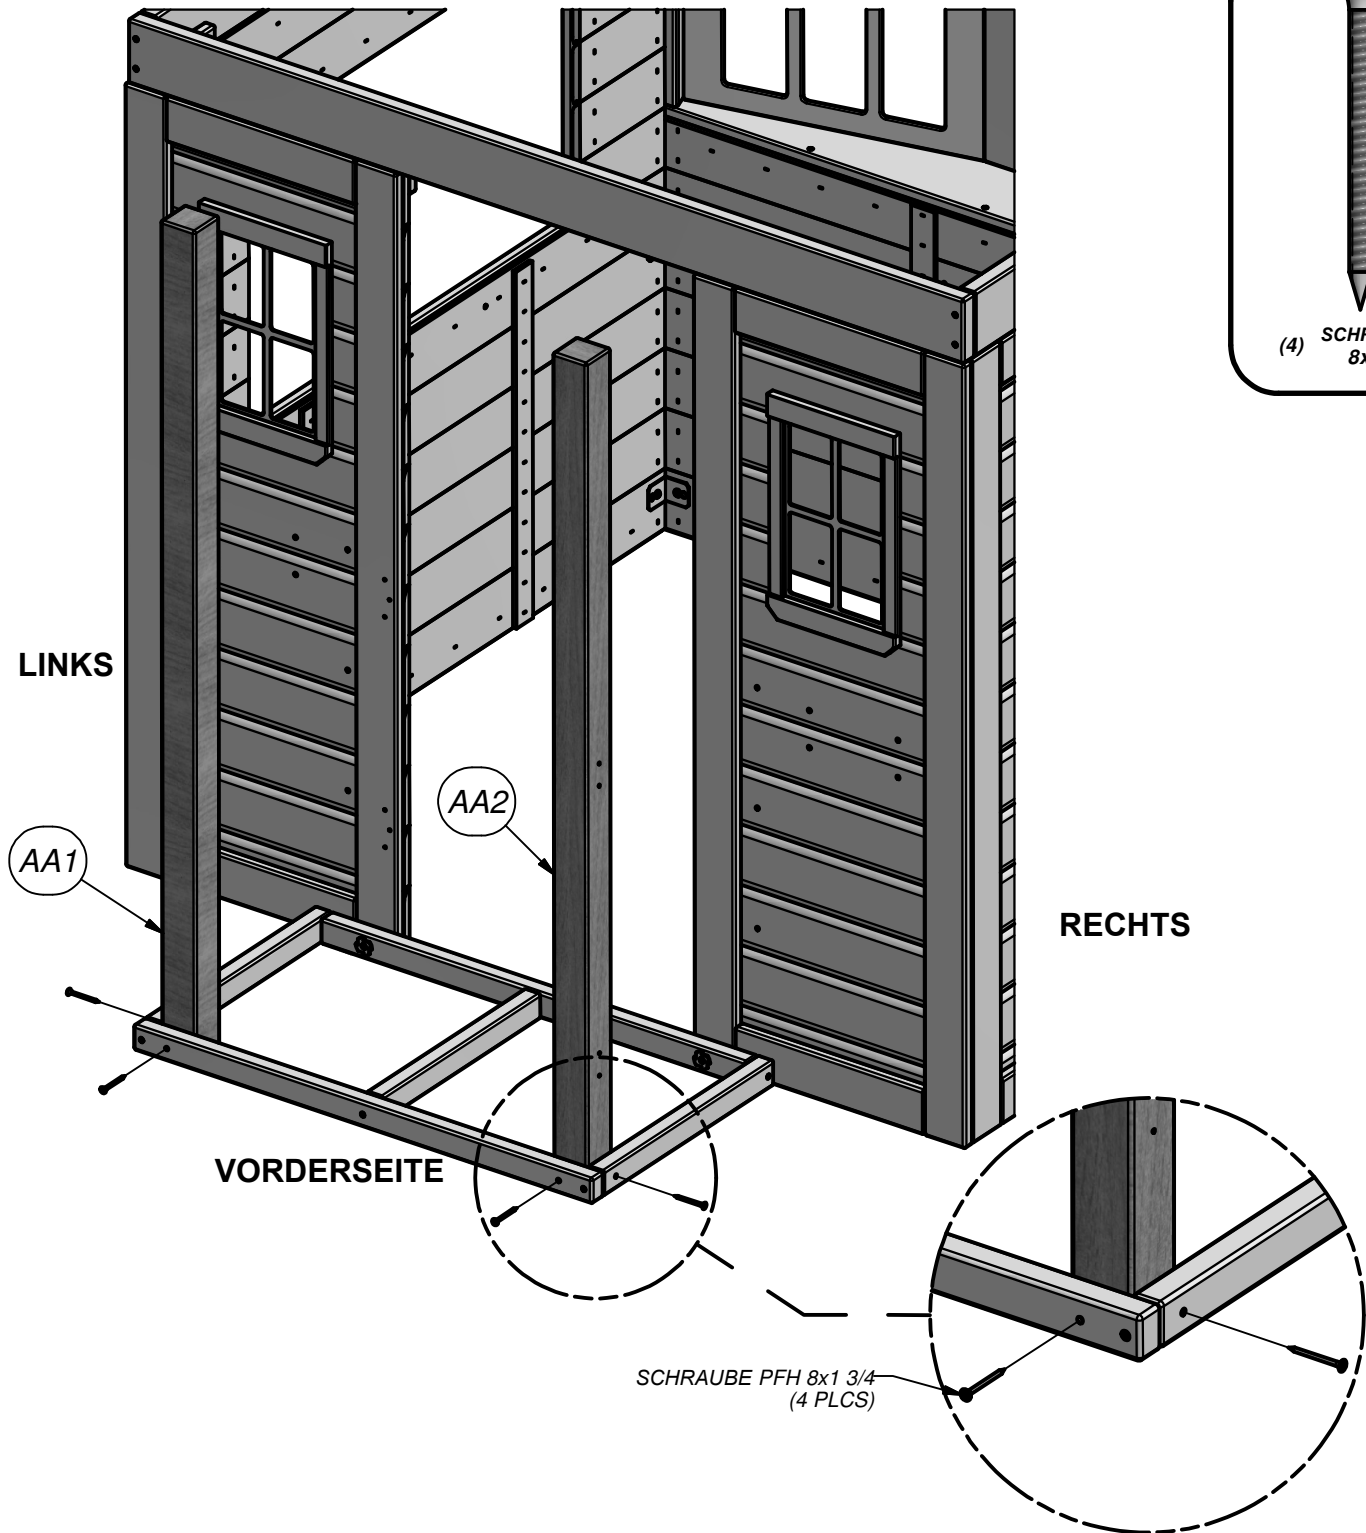 (4)
LINKS
AA2
AA1
RECHTS
VORDERSEITE
SCHRAUBE PFH 8x1 3/4
(4 PLCS)